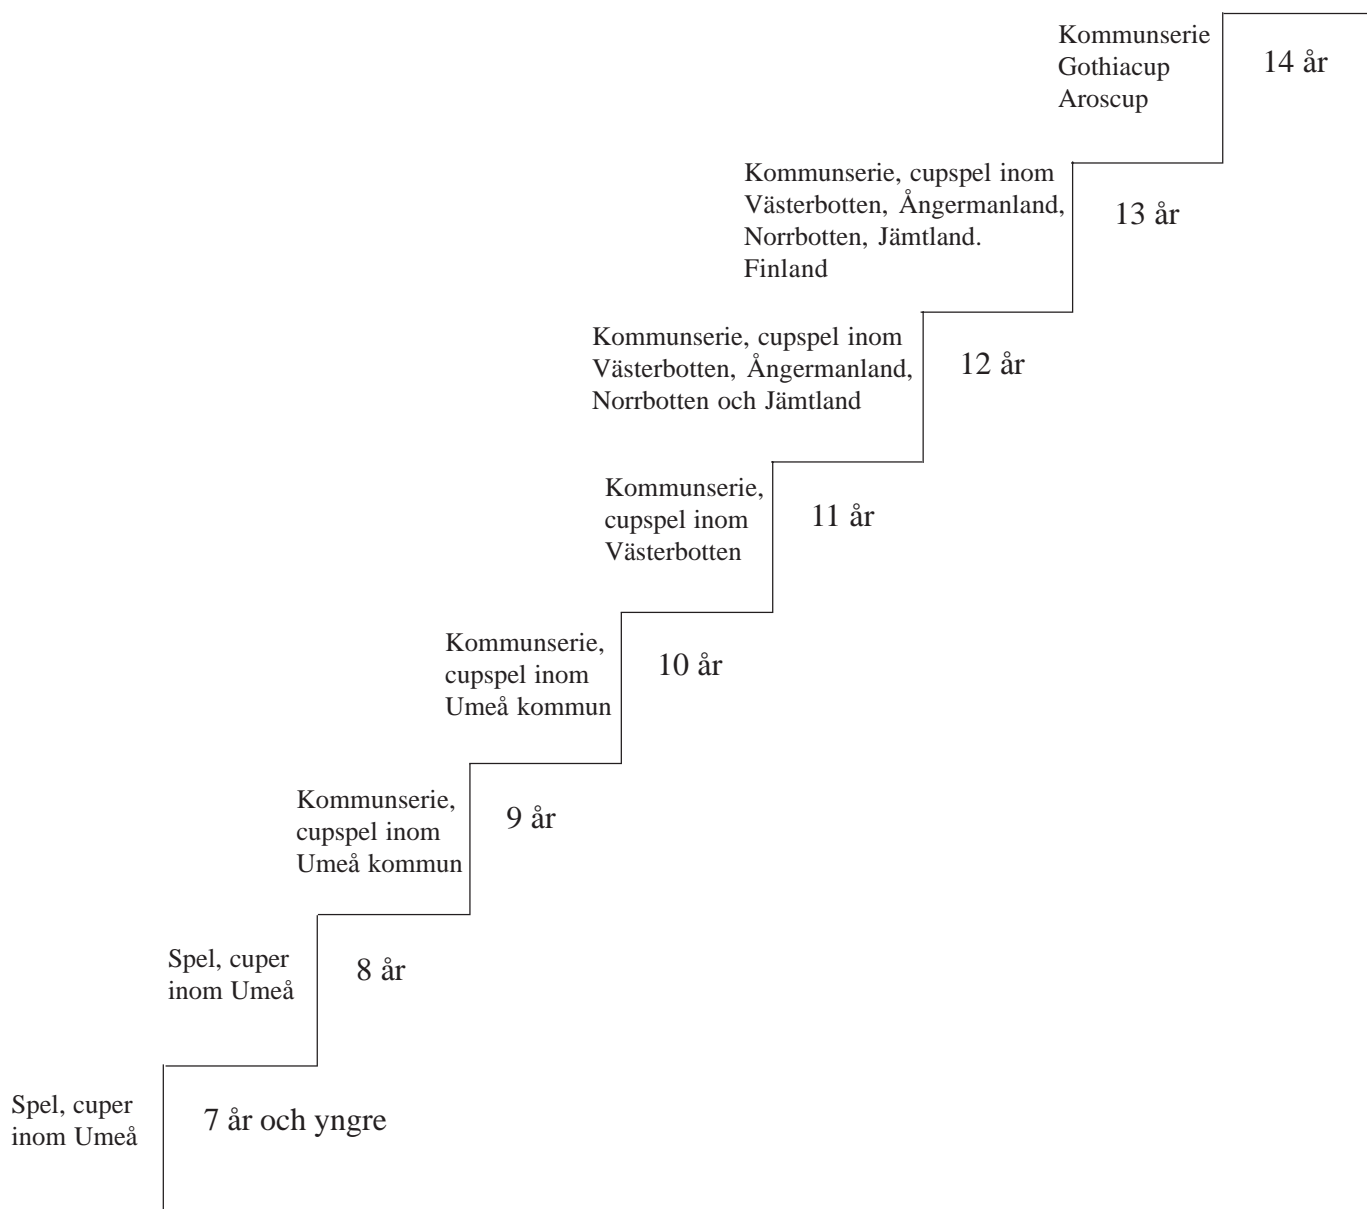 Kommunserie
Gothiacup
Aroscup
14 år
Kommunserie, cupspel inom
Västerbotten, Ångermanland,
Norrbotten, Jämtland.
Finland
13 år
Kommunserie, cupspel inom
Västerbotten, Ångermanland,
Norrbotten och Jämtland
12 år
Kommunserie,
cupspel inom
Västerbotten
11 år
Kommunserie,
cupspel inom
Umeå kommun
10 år
Kommunserie,
cupspel inom
Umeå kommun
9 år
Spel, cuper
inom Umeå
8 år
Spel, cuper
inom Umeå
7 år och yngre